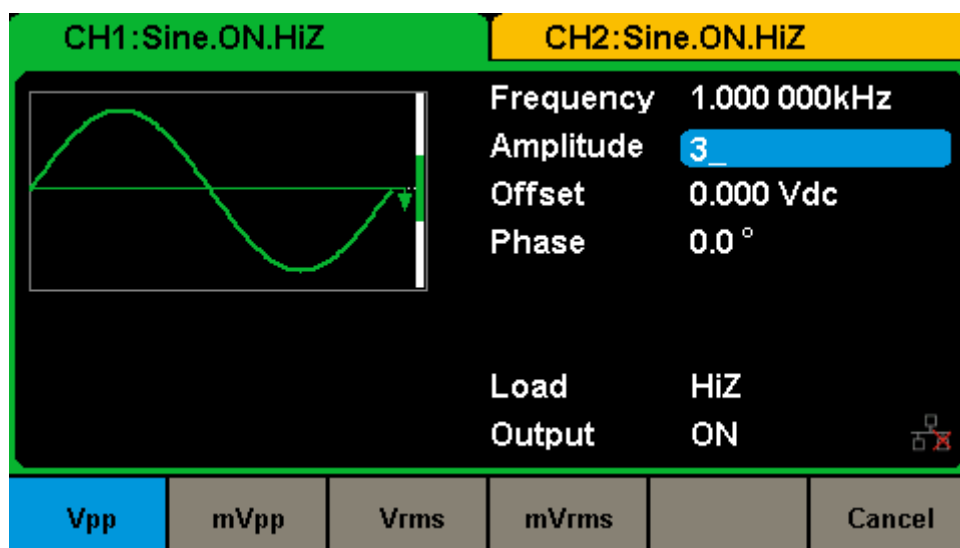 CH1:Sine.ON.HiZ
CH2:Sine.ON.HiZ
Frequency 1.000 000kHz
Amplitude 3_
Offset 0.000 Vdc
Phase 0.0 °
Load HiZ
Output ON
Vpp mVpp Vrms mVrms Cancel